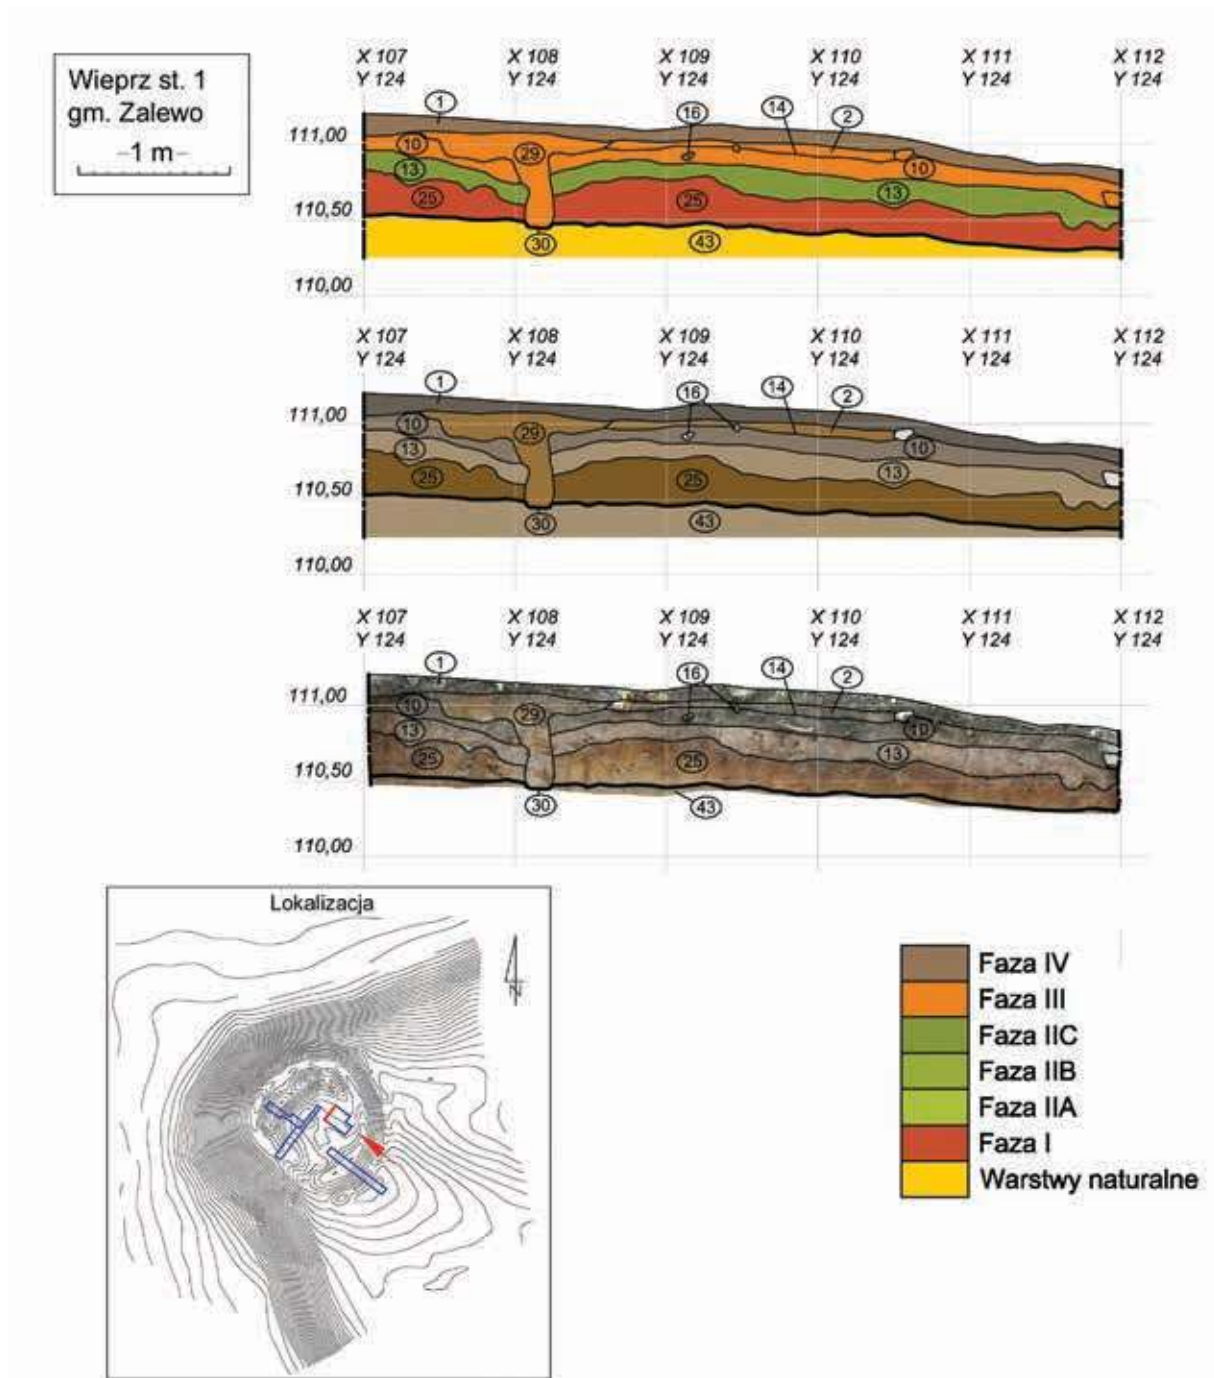 Wieprz st. 1
gm. Zalewo
-1 m-
X 107 X 108 X 109 X 110 X 111 X 112
Y 124 Y 124 Y 124 Y 124 Y 124 Y 124
1 16 14 2
111,00
10 29 10
13 13
25 25
110,50
30 43
110,00
X 107 X 108 X 109 X 110 X 111 X 112
Y 124 Y 124 Y 124 Y 124 Y 124 Y 124
1 16 14 2
111,00
10 29 10
13 13
25 25
110,50
30 43
110,00
X 107 X 108 X 109 X 110 X 111 X 112
Y 124 Y 124 Y 124 Y 124 Y 124 Y 124
1 16 14 2
111,00
10 29 10
13 13
25 25
110,50
30 43
110,00
Lokalizacja
N
Faza IV
Faza III
Faza IIC
Faza IIB
Faza IIA
Faza I
Warstwy naturalne